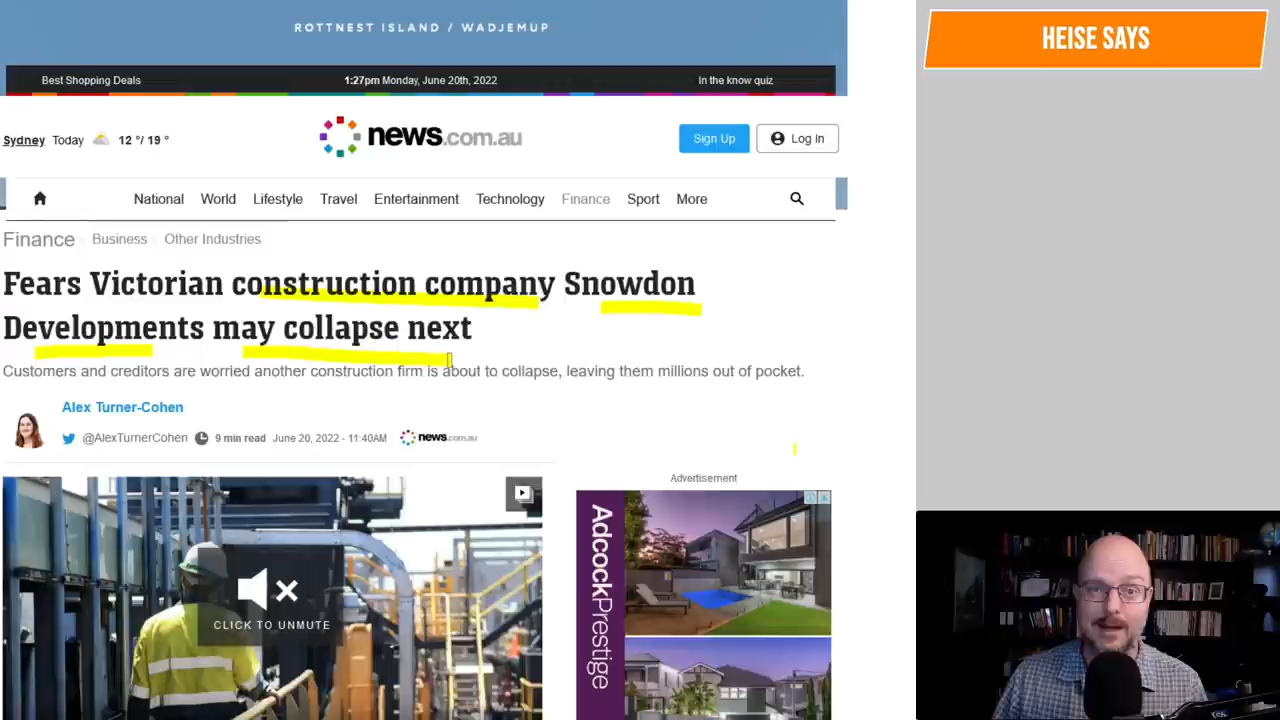 ROTTNEST ISLAND / WADJEMUP
HEISE SAYS
Best Shopping Deals
1:27pm Monday, June 20th, 2022
In the know quiz
Sydney Today 12 °/ 19 °
news.com.au
Sign Up
Log In
National World Lifestyle Travel Entertainment Technology Finance Sport More
Finance Business Other Industries
Fears Victorian construction company Snowdon
Developments may collapse next
Customers and creditors are worried another construction firm is about to collapse, leaving them millions out of pocket.
Alex Turner-Cohen
@AlexTurnerCohen 9 min read June 20, 2022 - 11:40AM news.com.au
Advertisement
CLICK TO UNMUTE
AdcockPrestige